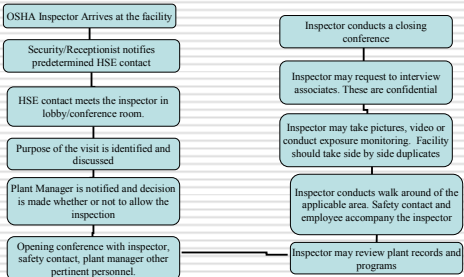 OSHA Inspector Arrives at the facility
Security/Receptionist notifies
predetermined HSE contact
HSE contact meets the inspector in
lobby/conference room.
Purpose of the visit is identified and
discussed
Plant Manager is notified and decision
is made whether or not to allow the
inspection
Opening conference with inspector,
safety contact, plant manager other
pertinent personnel.
Inspector may review plant records and
programs
Inspector conducts walk around of the
applicable area. Safety contact and
employee accompany the inspector
Inspector may take pictures, video or
conduct exposure monitoring. Facility
should take side by side duplicates
Inspector may request to interview
associates. These are confidential
Inspector conducts a closing
conference